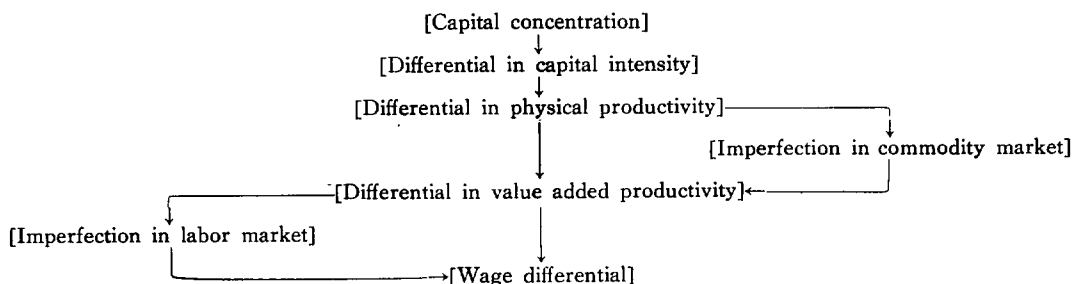 [Capital concentration]
[Differential in capital intensity]
[Differential in physical productivity]
[Imperfection in commodity market]
[Differential in value added productivity]
[Imperfection in labor market]
[Wage differential]